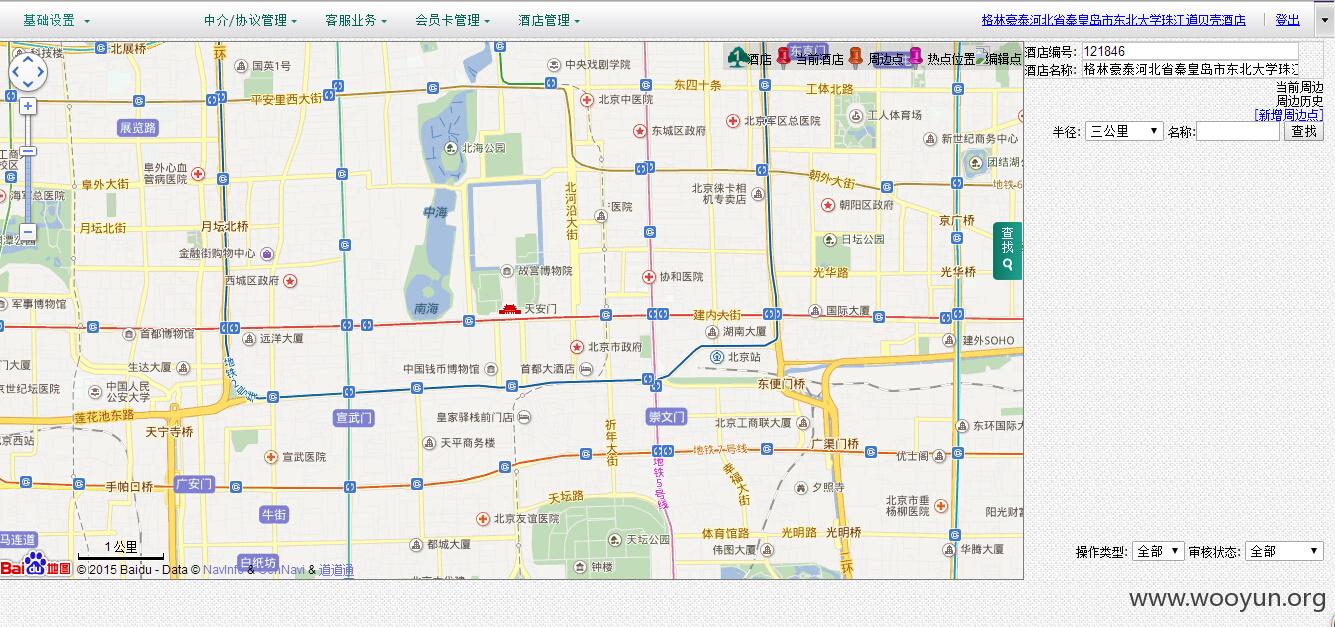 基础设置
中介/协议管理
客服业务
会员卡管理
酒店管理
格林豪泰河北省秦皇岛市东北大学珠江道贝壳酒店
登出
酒店
当前酒店
周边点
热点位置
编辑点
酒店编号: 121846
酒店名称: 格林豪泰河北省秦皇岛市东北大学珠江
当前周边
周边历史
[新增周边点]
半径: 三公里 名称: 查找
查找
北展桥
科技楼
国英1号
中央戏剧学院
东四十条
工体北路
平安里西大街
北京中医院
展览路
东城区政府
北京军区总医院
工人体育场
新世纪商务中心
北海公园
团结湖
阜外心血管病医院
阜外大街
海军总医院
北河沿大街
北京徕卡相机专卖店
朝外大街
地铁-6
朝阳区政府
月坛北街
月坛北桥
中海
京广桥
金融街购物中心
日坛公园
西城区政府
故宫博物院
协和医院
光华路
光华桥
军事博物馆
南海
天安门
建内大街
国际大厦
首都博物馆
远洋大厦
湖南大厦
北京市政府
建外SOHO
北京站
生达大厦
中国钱币博物馆
首都大酒店
地铁2号线
中国人民公安大学
东便门桥
莲花池东路
宣武门
皇家驿栈前门店
崇文门
北京工商联大厦
东环国际大
天宁寺桥
祈年大街
天平商务楼
广渠门桥
地铁7号线
优士阁
宣武医院
地铁5号线
幸福大街
手帕口桥
广安门
夕照寺
天坛路
北京市垂杨柳医院
牛街
北京友谊医院
体育馆路
光明路
光明桥
阳光财富
马连道
天坛公园
都城大厦
伟图大厦
华腾大厦
1 公里
白纸坊
钟楼
三环
Bai 地图
© 2015 Baidu - Data © NavInfo & CenNavi & 道道通
操作类型: 全部 审核状态: 全部
www.wooyun.org